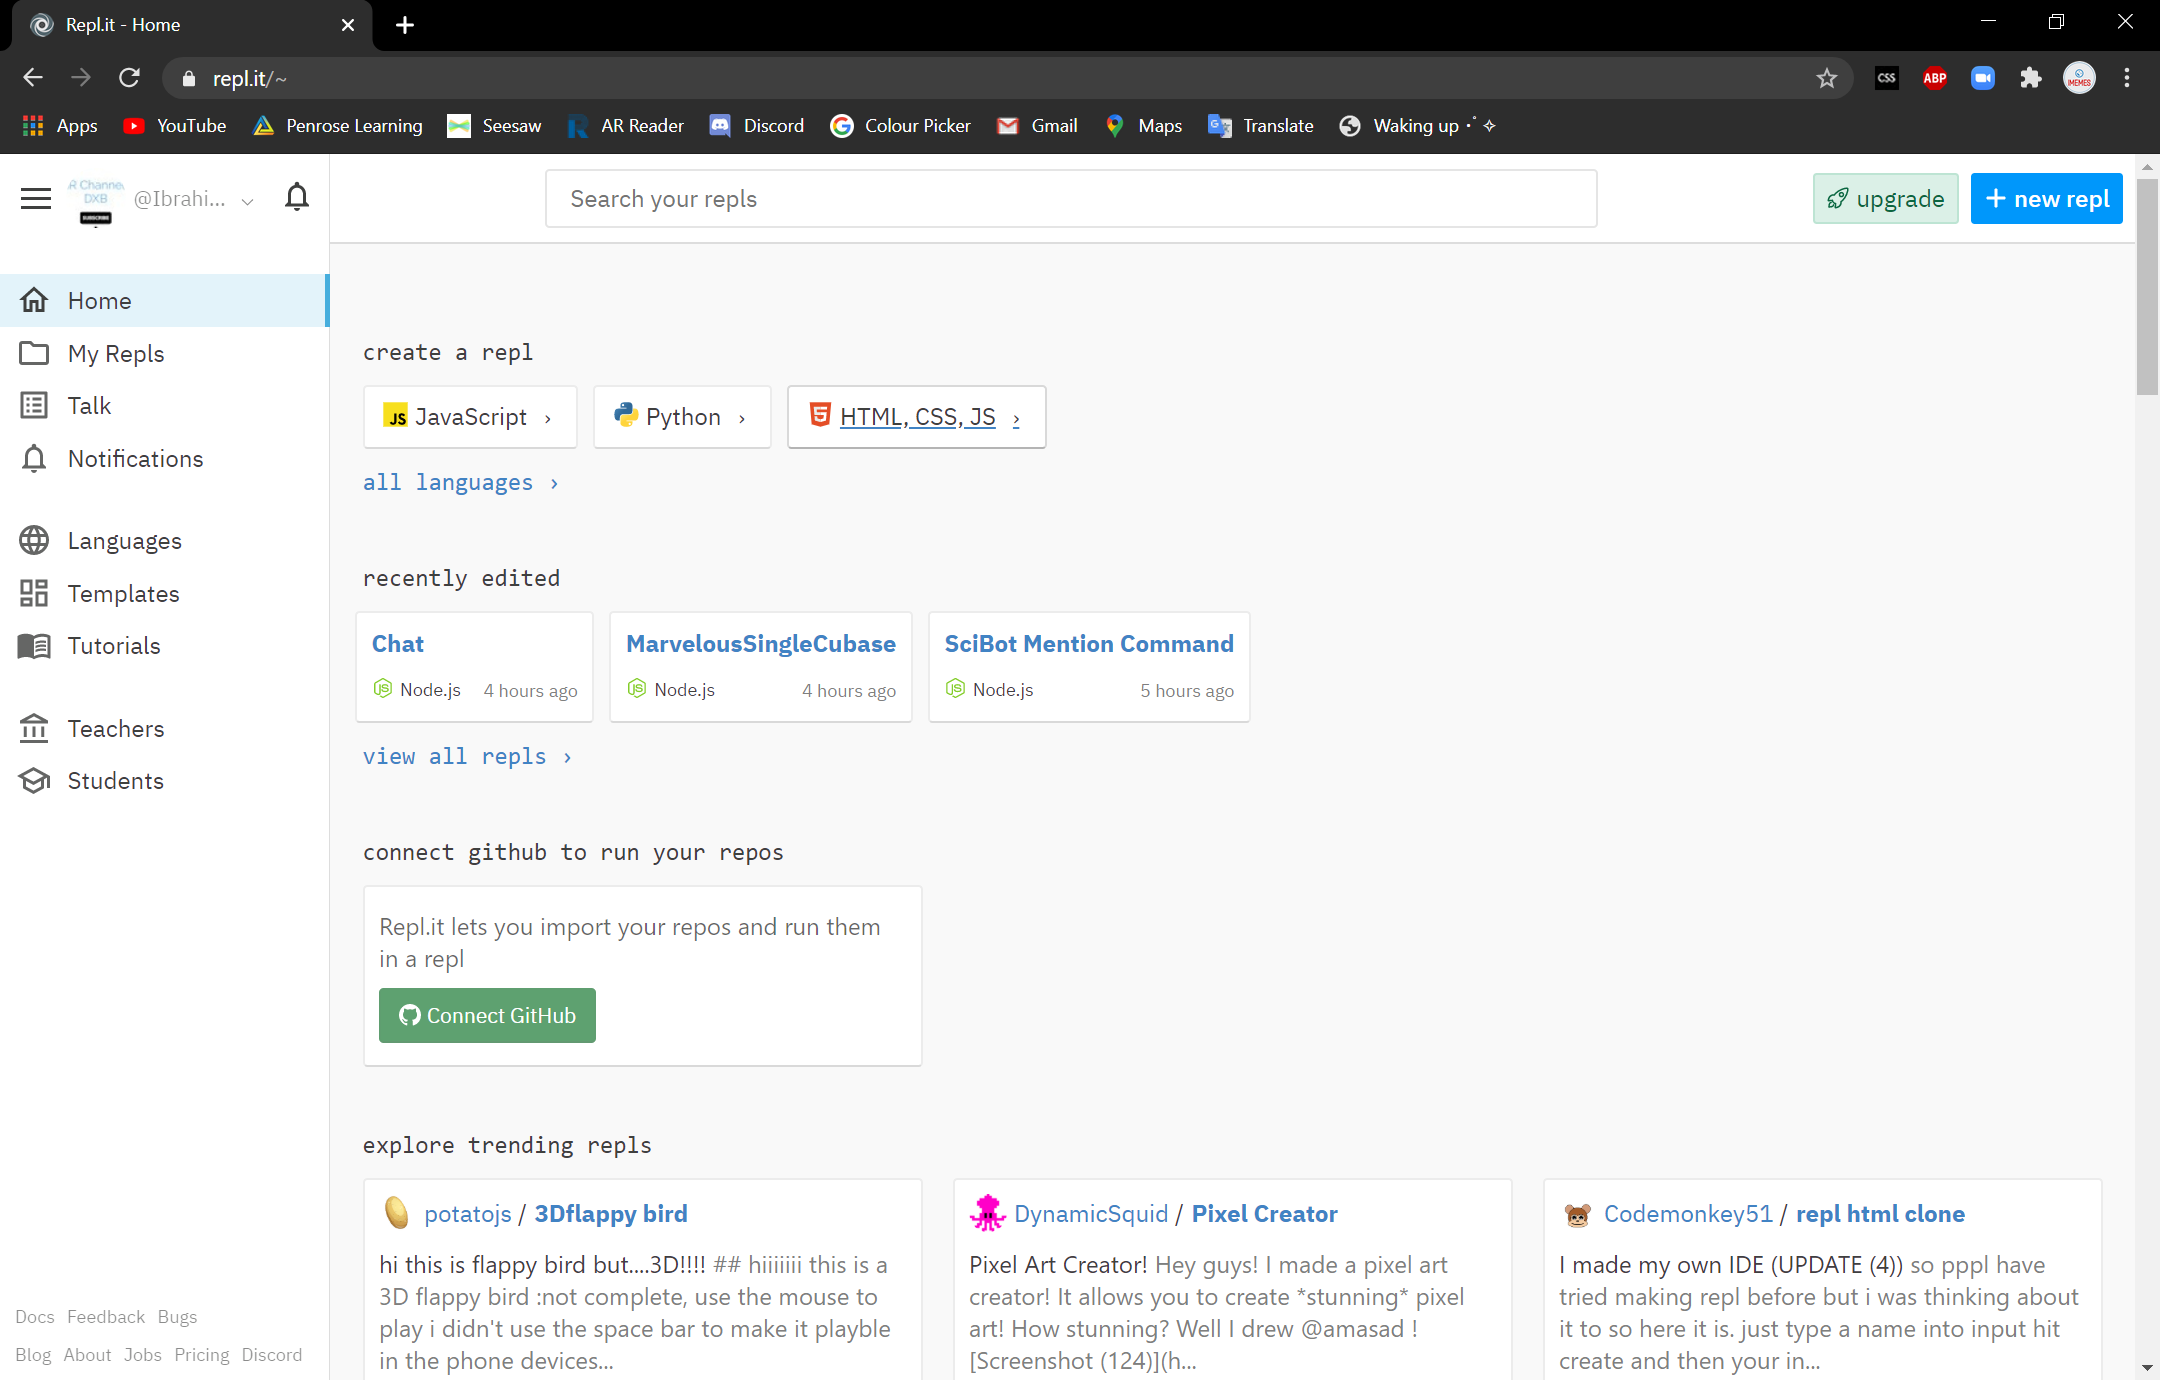 Repl.it - Home
repl.it/~
CSS
ABP
IMEMES
Apps
YouTube
Penrose Learning
Seesaw
AR Reader
Discord
Colour Picker
Gmail
Maps
Translate
Waking up
R Channel
DXB
SUBSCRIBE
@Ibrahi...
Search your repls
upgrade
+ new repl
Home
My Repls
Talk
Notifications
Languages
Templates
Tutorials
Teachers
Students
create a repl
JS JavaScript ›
Python ›
HTML, CSS, JS ›
all languages ›
recently edited
Chat
Node.js 4 hours ago
MarvelousSingleCubase
Node.js 4 hours ago
SciBot Mention Command
Node.js 5 hours ago
view all repls ›
connect github to run your repos
Repl.it lets you import your repos and run them
in a repl
Connect GitHub
explore trending repls
potatojs / 3Dflappy bird
hi this is flappy bird but....3D!!!! ## hiiiiiii this is a
3D flappy bird :not complete, use the mouse to
play i didn't use the space bar to make it playble
in the phone devices...
DynamicSquid / Pixel Creator
Pixel Art Creator! Hey guys! I made a pixel art
creator! It allows you to create *stunning* pixel
art! How stunning? Well I drew @amasad !
[Screenshot (124)](h...
Codemonkey51 / repl html clone
I made my own IDE (UPDATE (4)) so pppl have
tried making repl before but i was thinking about
it to so here it is. just type a name into input hit
create and then your in...
Docs Feedback Bugs
Blog About Jobs Pricing Discord